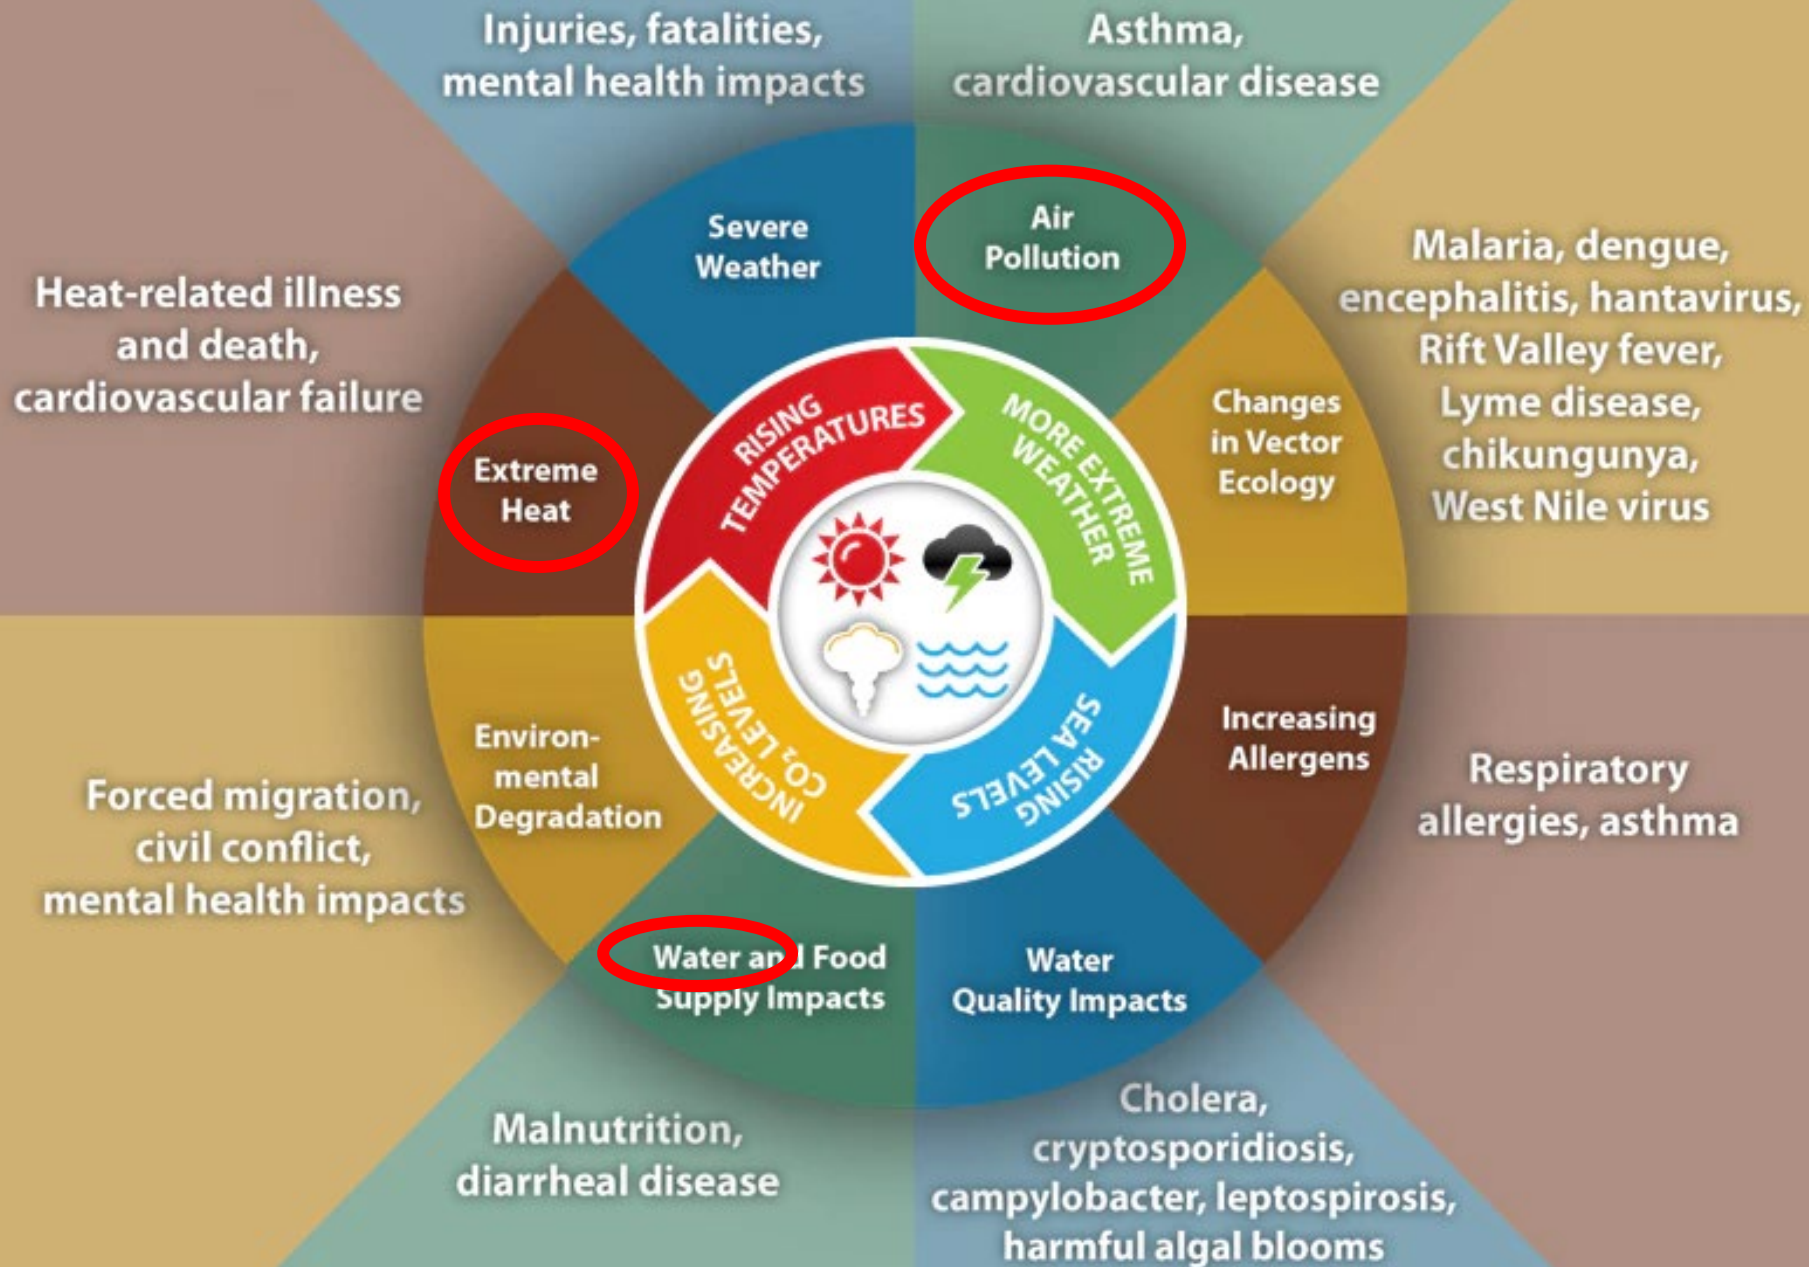 Injuries, fatalities,
mental health impacts
Asthma,
cardiovascular disease
Severe
Weather
Air
Pollution
Malaria, dengue,
encephalitis, hantavirus,
Rift Valley fever,
Lyme disease,
chikungunya,
West Nile virus
Heat-related illness
and death,
cardiovascular failure
Changes
in Vector
Ecology
Extreme
Heat
RISING
TEMPERATURES
MORE EXTREME
WEATHER
INCREASING
CO₂ LEVELS
RISING
SEA LEVELS
Environ-
mental
Degradation
Increasing
Allergens
Forced migration,
civil conflict,
mental health impacts
Respiratory
allergies, asthma
Water and Food
Supply Impacts
Water
Quality Impacts
Malnutrition,
diarrheal disease
Cholera,
cryptosporidiosis,
campylobacter, leptospirosis,
harmful algal blooms